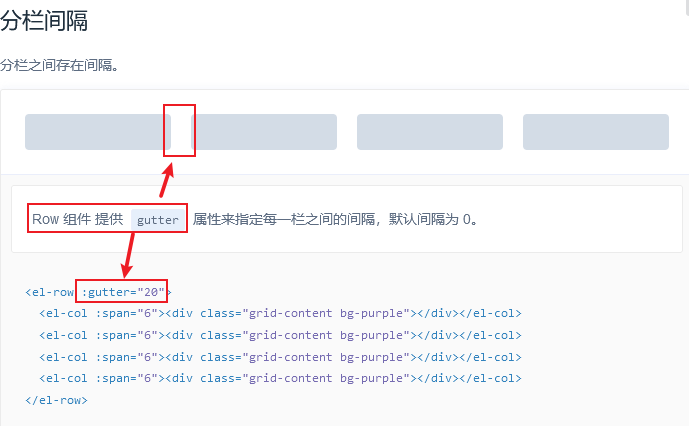 分栏间隔
分栏之间存在间隔。
Row 组件 提供 gutter 属性来指定每一栏之间的间隔，默认间隔为 0。
<el-row :gutter="20">
<el-col :span="6"><div class="grid-content bg-purple"></div></el-col>
<el-col :span="6"><div class="grid-content bg-purple"></div></el-col>
<el-col :span="6"><div class="grid-content bg-purple"></div></el-col>
<el-col :span="6"><div class="grid-content bg-purple"></div></el-col>
</el-row>